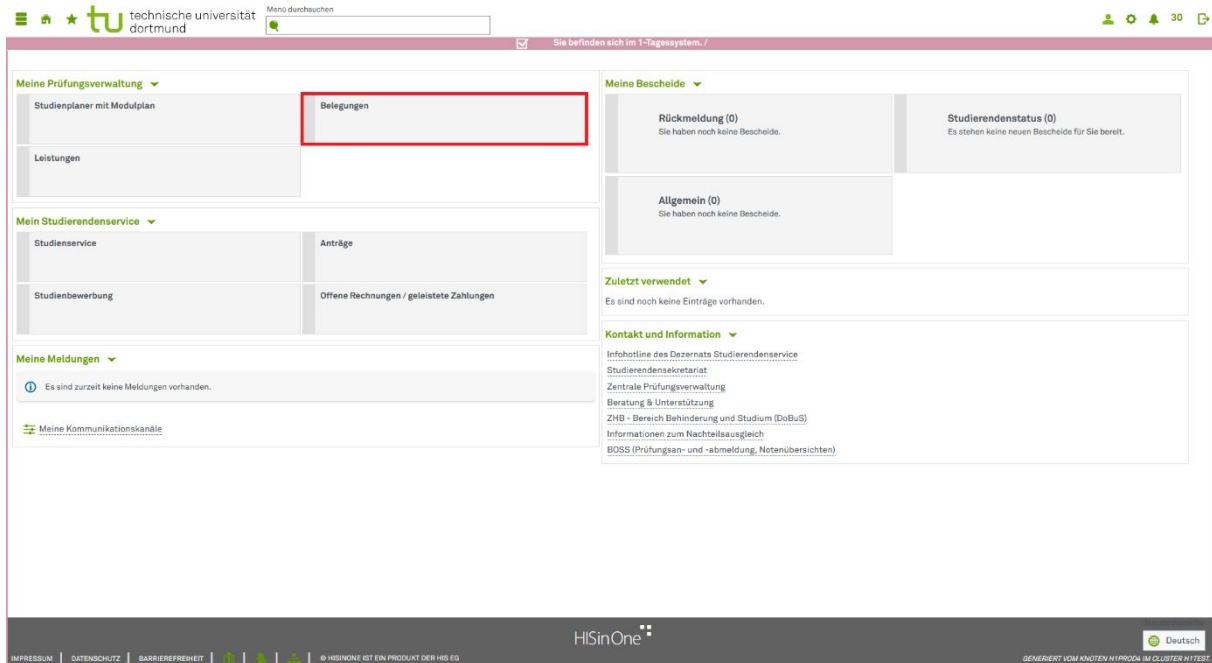 technische universität
dortmund
Menü durchsuchen
30
Sie befinden sich im 1-Tagessystem. /
Meine Prüfungsverwaltung
Studienplaner mit Modulplan
Belegungen
Leistungen
Mein Studierendenservice
Studienservice
Anträge
Studienbewerbung
Offene Rechnungen / geleistete Zahlungen
Meine Meldungen
Es sind zurzeit keine Meldungen vorhanden.
Meine Kommunikationskanäle
Meine Bescheide
Rückmeldung (0)
Sie haben noch keine Bescheide.
Studierendenstatus (0)
Es stehen keine neuen Bescheide für Sie bereit.
Allgemein (0)
Sie haben noch keine Bescheide.
Zuletzt verwendet
Es sind noch keine Einträge vorhanden.
Kontakt und Information
Infohotline des Dezernats Studierendenservice
Studierendensekretariat
Zentrale Prüfungsverwaltung
Beratung & Unterstützung
ZHB - Bereich Behinderung und Studium (DoBuS)
Informationen zum Nachteilsausgleich
BOSS (Prüfungsan- und -abmeldung, Notenübersichten)
HISinOne
Deutsch
IMPRESSUM | DATENSCHUTZ | BARRIEREFREIHEIT | © HISINONE IST EIN PRODUKT DER HIS EG
GENERIERT VOM KNOTEN H1PROD4 IM CLUSTER H1TEST.